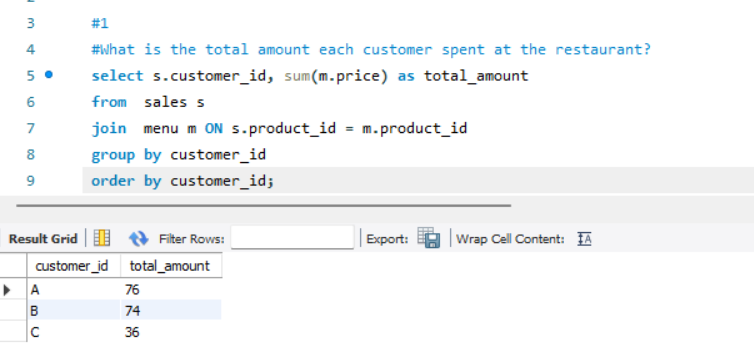 3 #1
4 #What is the total amount each customer spent at the restaurant?
5 select s.customer_id, sum(m.price) as total_amount
6 from sales s
7 join menu m ON s.product_id = m.product_id
8 group by customer_id
9 order by customer_id;
Result Grid Filter Rows: Export: Wrap Cell Content: IA
customer_id total_amount
A 76
B 74
C 36